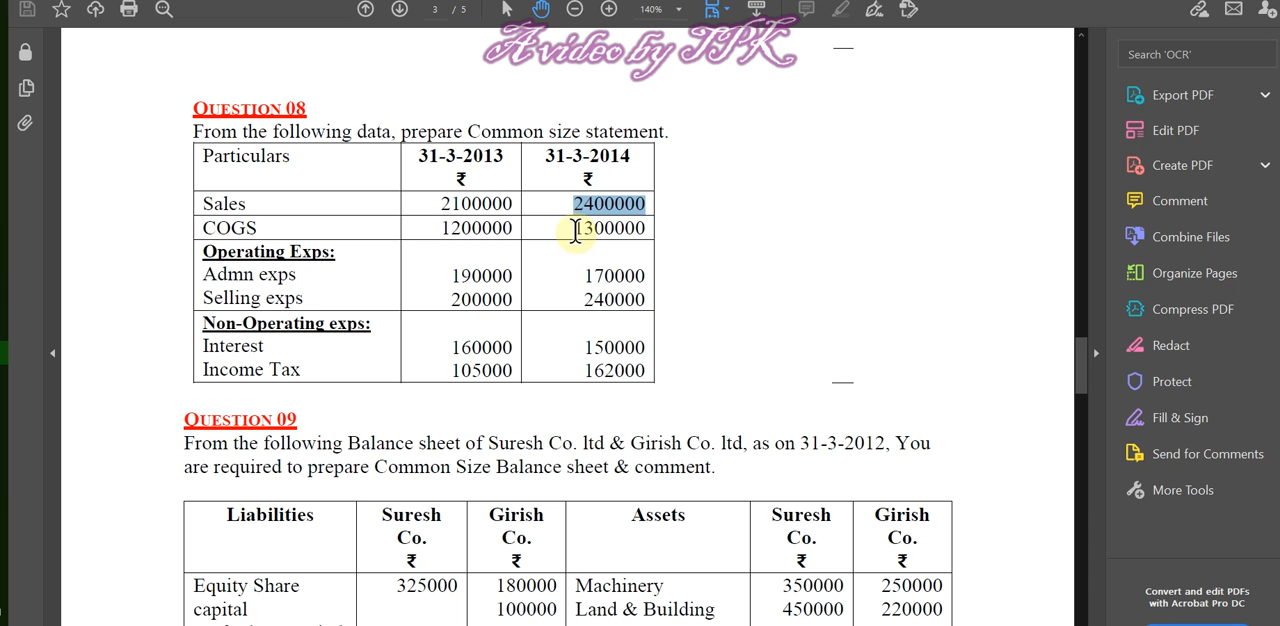 3 / 5
140%
A video by JPK
QUESTION 08
From the following data, prepare Common size statement.
Particulars 31-3-2013 31-3-2014
₹ ₹
Sales 2100000 2400000
COGS 1200000 1300000
Operating Exps:
Admn exps 190000 170000
Selling exps 200000 240000
Non-Operating exps:
Interest 160000 150000
Income Tax 105000 162000
QUESTION 09
From the following Balance sheet of Suresh Co. ltd & Girish Co. ltd, as on 31-3-2012, You
are required to prepare Common Size Balance sheet & comment.
Liabilities Suresh Girish Assets Suresh Girish
Co. Co. Co. Co.
₹ ₹ ₹ ₹
Equity Share 325000 180000 Machinery 350000 250000
capital 100000 Land & Building 450000 220000
Search 'OCR'
Export PDF
Edit PDF
Create PDF
Comment
Combine Files
Organize Pages
Compress PDF
Redact
Protect
Fill & Sign
Send for Comments
More Tools
Convert and edit PDFs
with Acrobat Pro DC